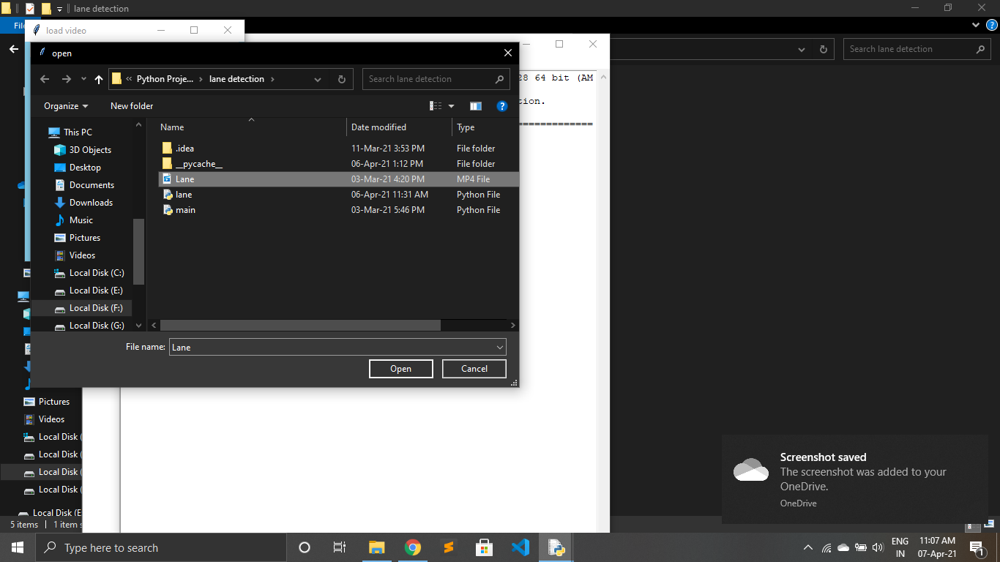 lane detection
File
load video
open
Python Proje...
lane detection
Search lane detection
Search lane detection
28 64 bit (AM
tion.
=============
Organize
New folder
Name
Date modified
Type
This PC
3D Objects
Desktop
Documents
Downloads
Music
Pictures
Videos
Local Disk (C:)
Local Disk (E:)
Local Disk (F:)
Local Disk (G:)
.idea
11-Mar-21 3:53 PM
File folder
__pycache__
06-Apr-21 1:12 PM
File folder
Lane
03-Mar-21 4:20 PM
MP4 File
lane
06-Apr-21 11:31 AM
Python File
main
03-Mar-21 5:46 PM
Python File
File name:
Lane
Open
Cancel
Pictures
Videos
Local Disk (
Local Disk (
Local Disk (
Local Disk (
Local Disk (E
5 items
1 item s
Screenshot saved
The screenshot was added to your
OneDrive.
OneDrive
Type here to search
ENG
IN
11:07 AM
07-Apr-21
1